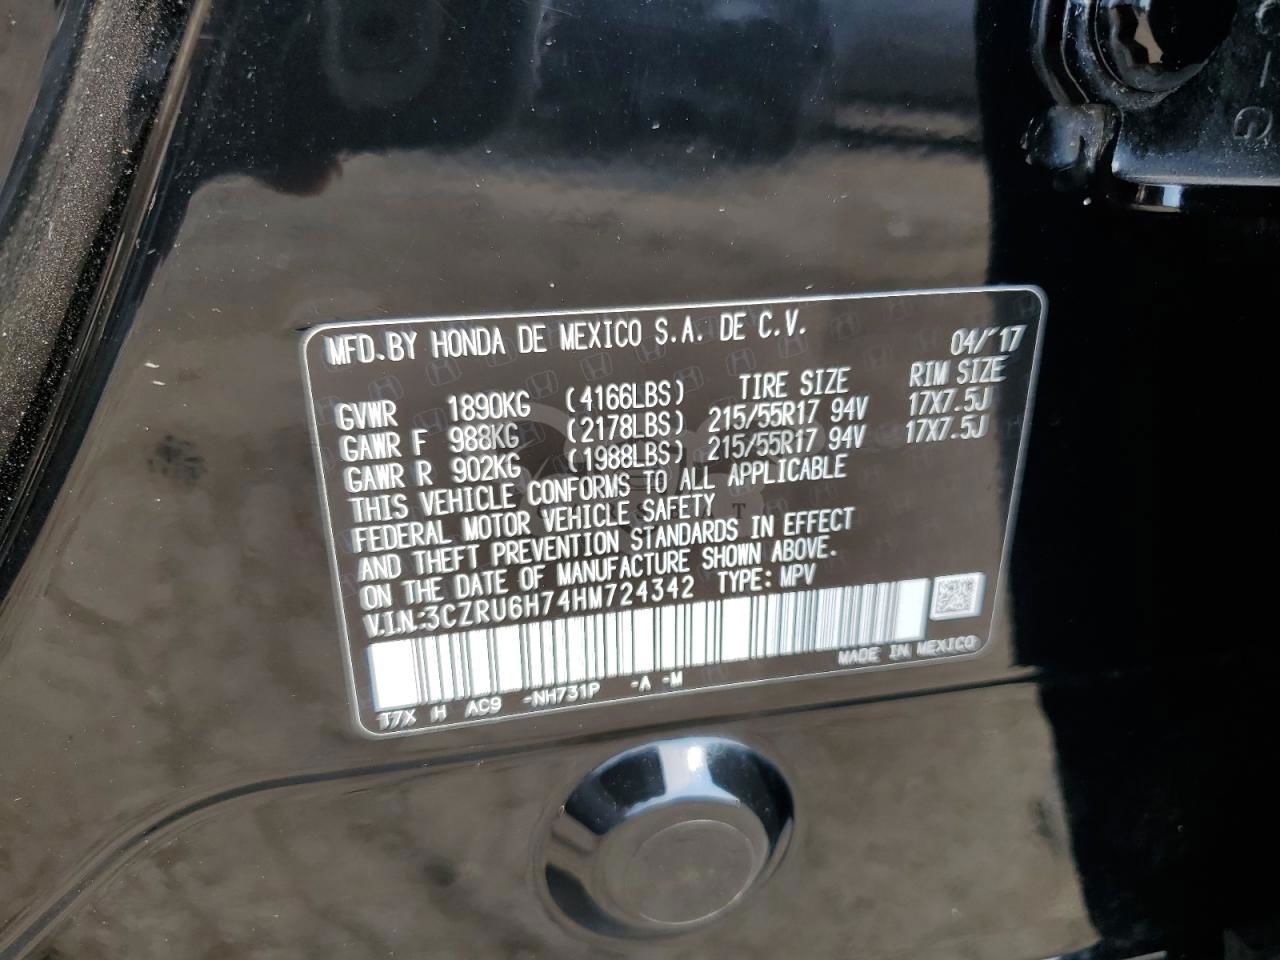 MFD. BY HONDA DE MEXICO S.A. DE C.V. 04/'17
TIRE SIZE RIM SIZE
GVWR 1890KG (4166LBS)
GAWR F 988KG (2178LBS) 215/55R17 94V 17X7.5J
GAWR R 902KG (1988LBS) 215/55R17 94V 17X7.5J
THIS VEHICLE CONFORMS TO ALL APPLICABLE
FEDERAL MOTOR VEHICLE SAFETY
AND THEFT PREVENTION STANDARDS IN EFFECT
ON THE DATE OF MANUFACTURE SHOWN ABOVE.
V.I.N.:3CZRU6H74HM724342 TYPE: MPV
MADE IN MEXICO
T7X H AC9 -NH731P -A -M